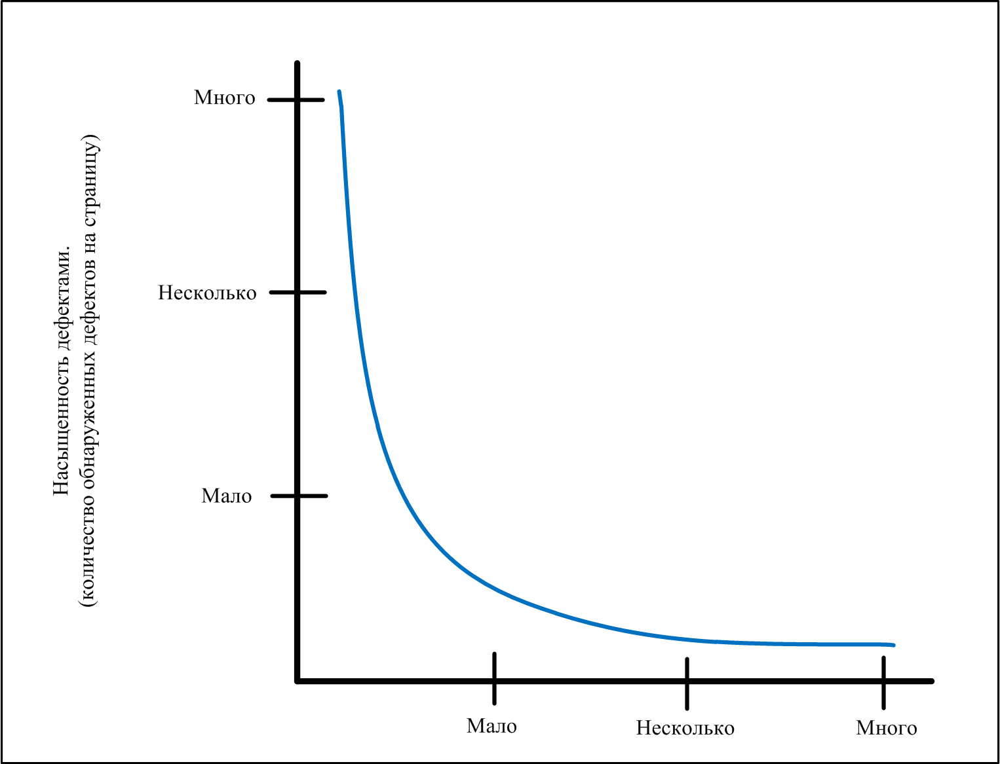 Насыщенность дефектами.
(количество обнаруженных дефектов на страницу)
Много
Несколько
Мало
Мало
Несколько
Много